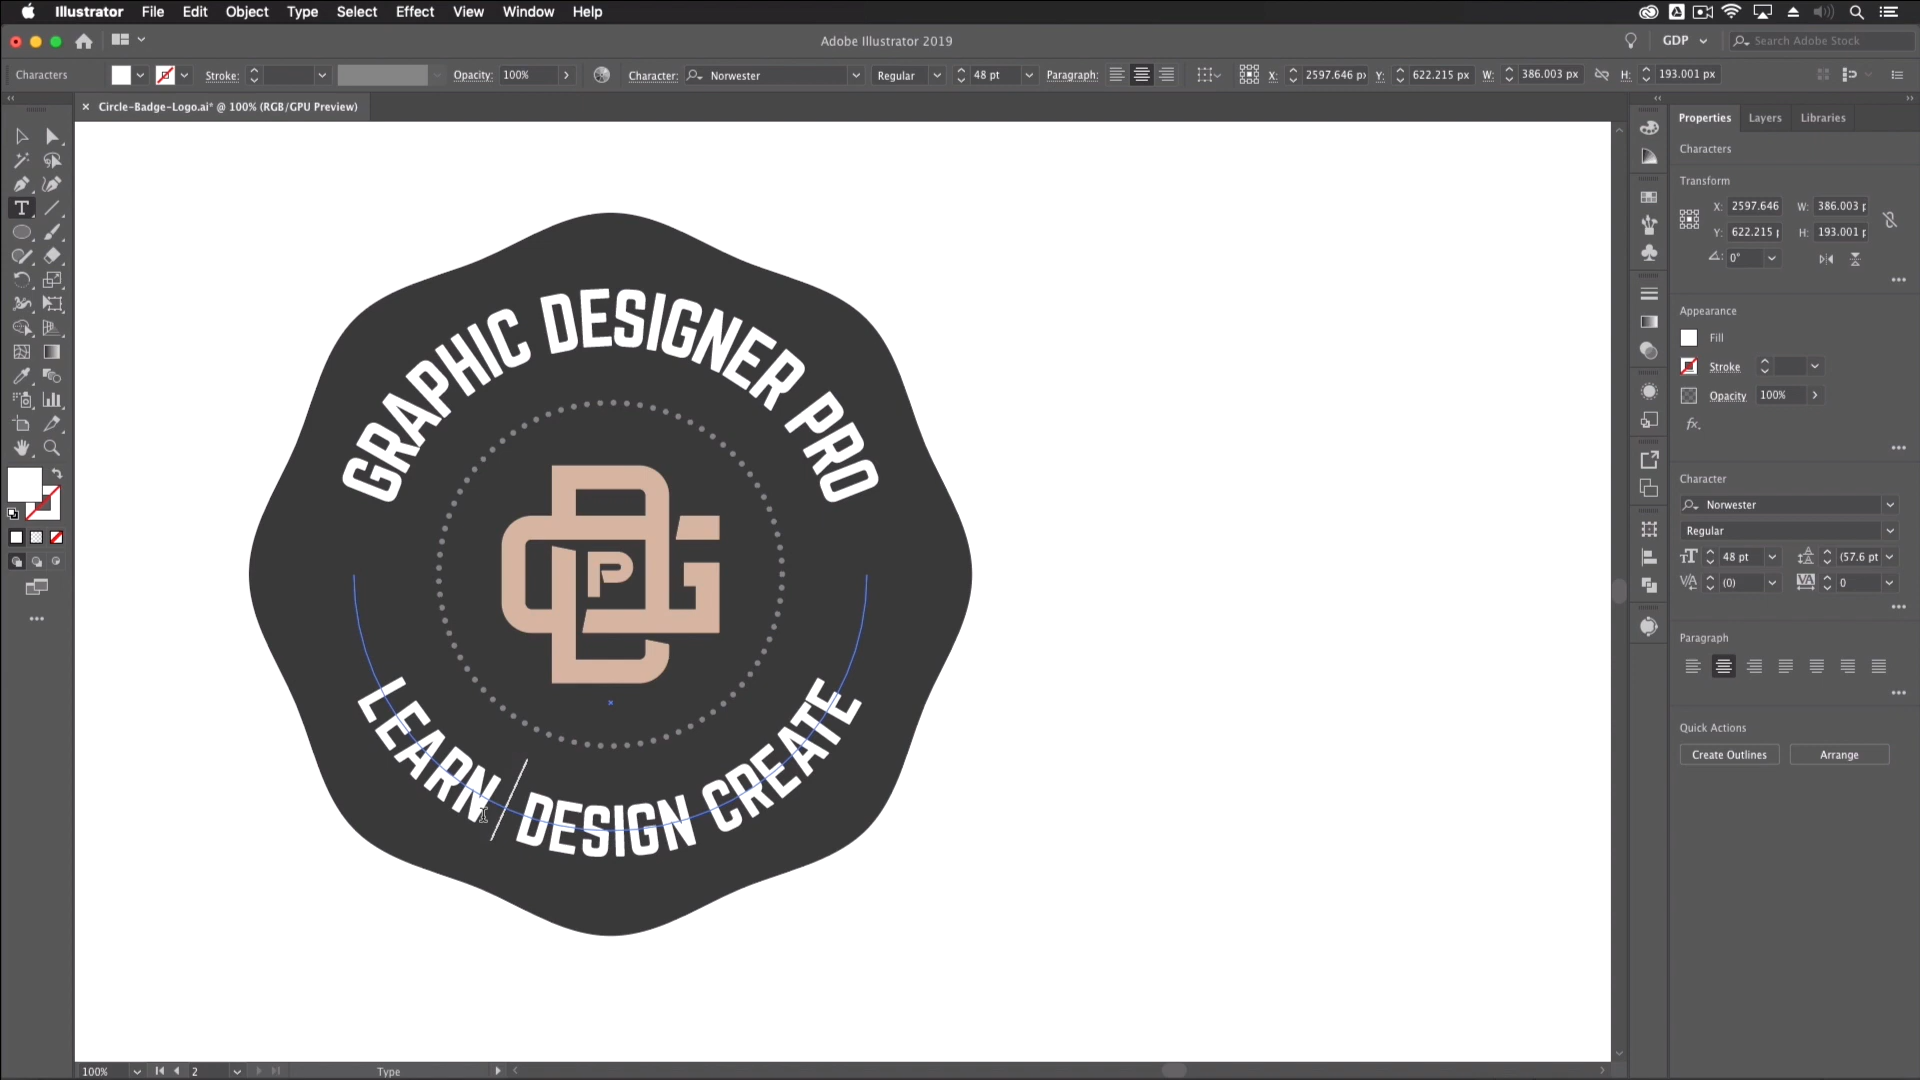 Illustrator File Edit Object Type Select Effect View Window Help
Adobe Illustrator 2019
GDP
Search Adobe Stock
Characters
Stroke:
Opacity: 100%
Character: Norwester
Regular
48 pt
Paragraph:
X: 2597.646 px
Y: 622.215 px
W: 386.003 px
H: 193.001 px
× Circle-Badge-Logo.ai* @ 100% (RGB/GPU Preview)
GRAPHIC DESIGNER PRO
P
LEARN DESIGN CREATE
Properties Layers Libraries
Characters
Transform
X: 2597.646 W: 386.003 p
Y: 622.215 p H: 193.001 p
0°
Appearance
Fill
Stroke
Opacity 100%
fx.
Character
Norwester
Regular
48 pt (57.6 pt
(0) 0
Paragraph
Quick Actions
Create Outlines Arrange
100% 2 Type